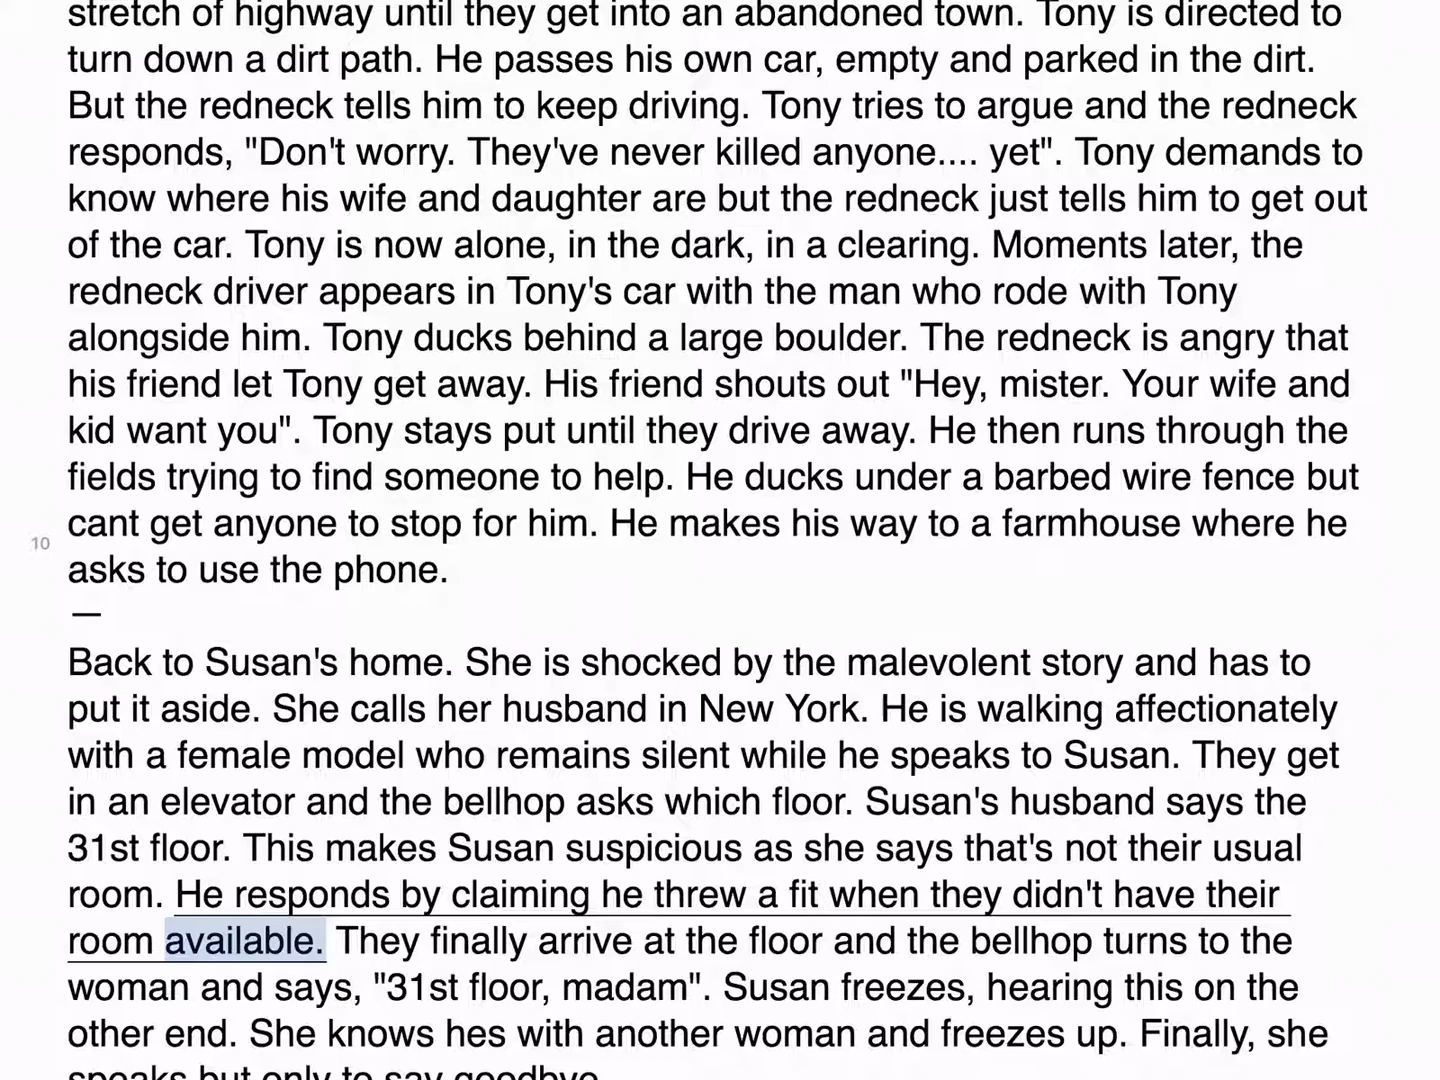 stretch of highway until they get into an abandoned town. Tony is directed to
turn down a dirt path. He passes his own car, empty and parked in the dirt.
But the redneck tells him to keep driving. Tony tries to argue and the redneck
responds, "Don't worry. They've never killed anyone.... yet". Tony demands to
know where his wife and daughter are but the redneck just tells him to get out
of the car. Tony is now alone, in the dark, in a clearing. Moments later, the
redneck driver appears in Tony's car with the man who rode with Tony
alongside him. Tony ducks behind a large boulder. The redneck is angry that
his friend let Tony get away. His friend shouts out "Hey, mister. Your wife and
kid want you". Tony stays put until they drive away. He then runs through the
fields trying to find someone to help. He ducks under a barbed wire fence but
cant get anyone to stop for him. He makes his way to a farmhouse where he
10
asks to use the phone.
—
Back to Susan's home. She is shocked by the malevolent story and has to
put it aside. She calls her husband in New York. He is walking affectionately
with a female model who remains silent while he speaks to Susan. They get
in an elevator and the bellhop asks which floor. Susan's husband says the
31st floor. This makes Susan suspicious as she says that's not their usual
room. He responds by claiming he threw a fit when they didn't have their
room available. They finally arrive at the floor and the bellhop turns to the
woman and says, "31st floor, madam". Susan freezes, hearing this on the
other end. She knows hes with another woman and freezes up. Finally, she
speaks but only to say goodbye.